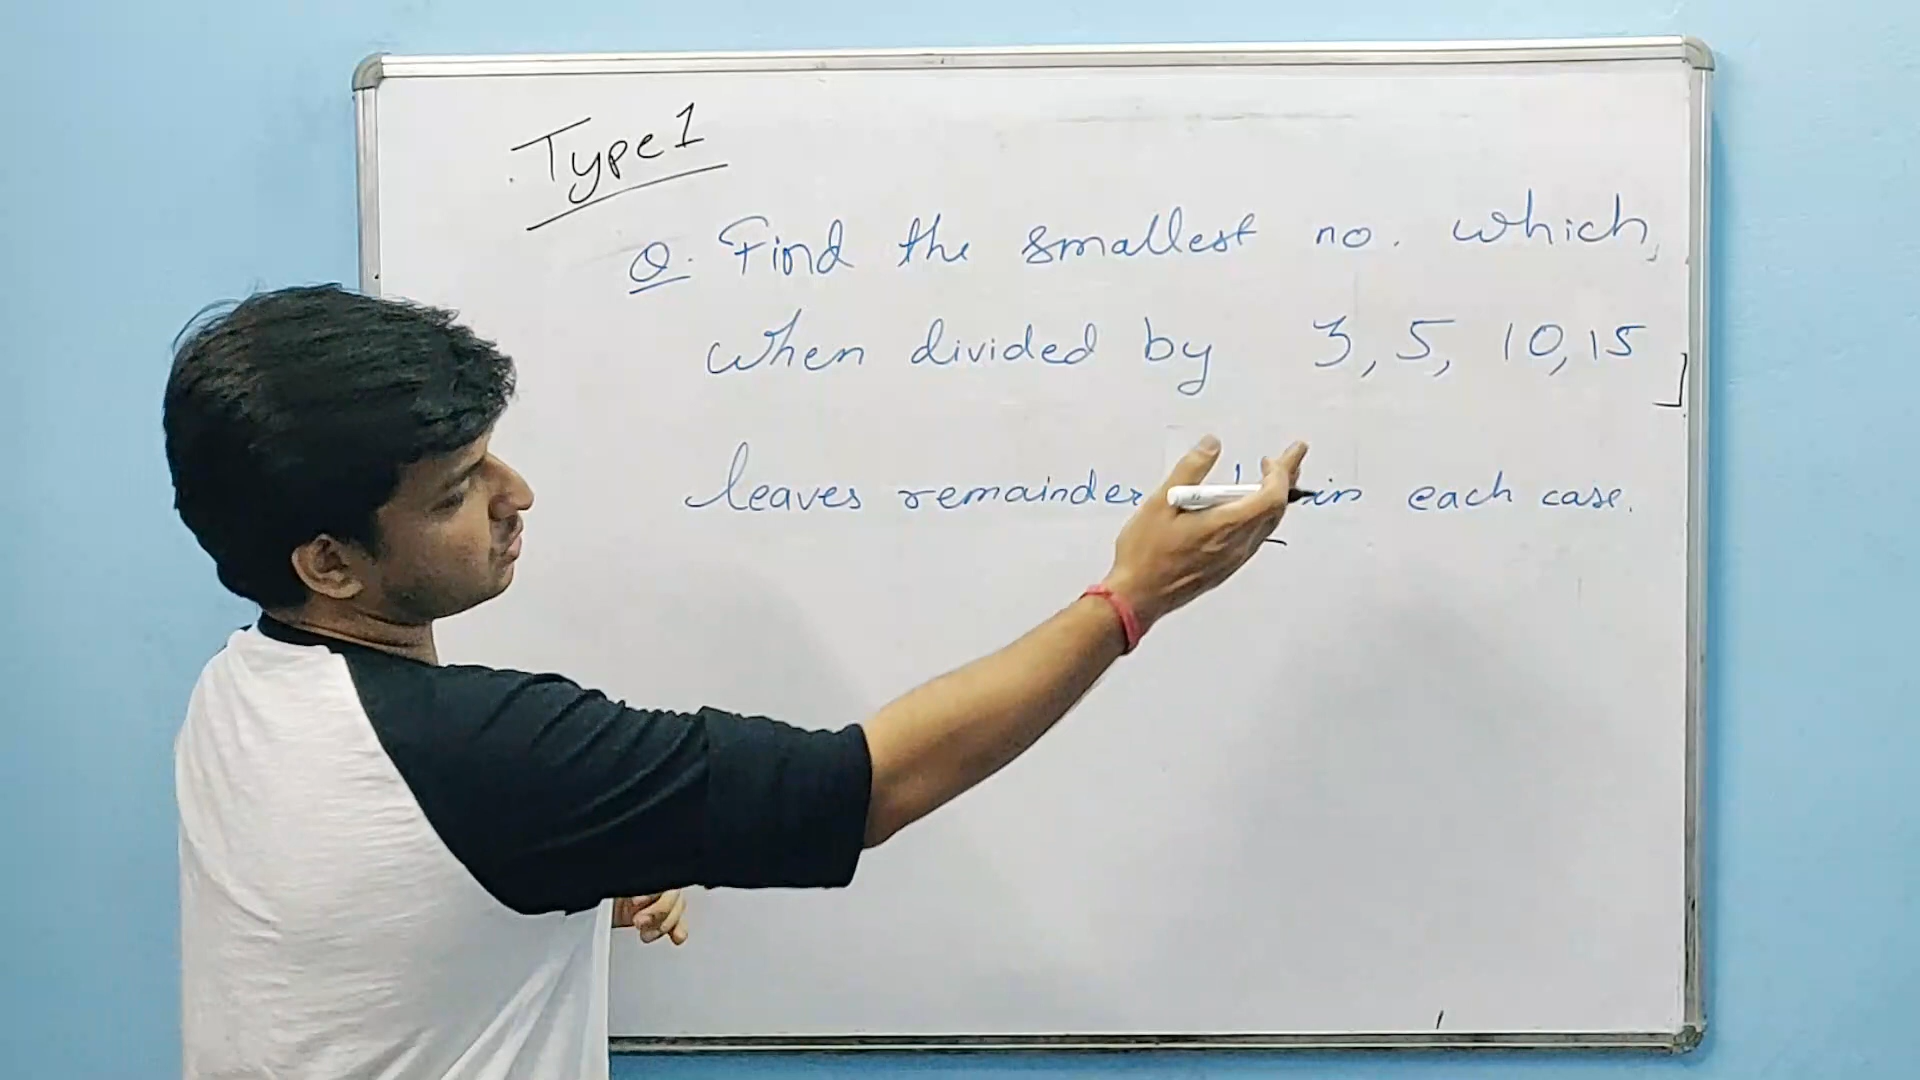 Type 1
Q. Find the smallest no. which,
when divided by 3, 5, 10, 15
leaves remainder in each case.